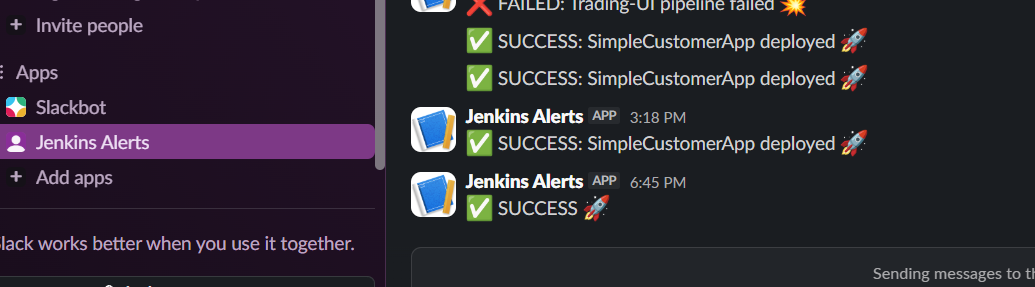 Invite people
Apps
Slackbot
Jenkins Alerts
Add apps
Slack works better when you use it together.
❌ FAILED: Trading-UI pipeline failed 💥
✅ SUCCESS: SimpleCustomerApp deployed 🚀
✅ SUCCESS: SimpleCustomerApp deployed 🚀
Jenkins Alerts APP 3:18 PM
✅ SUCCESS: SimpleCustomerApp deployed 🚀
Jenkins Alerts APP 6:45 PM
✅ SUCCESS 🚀
Sending messages to